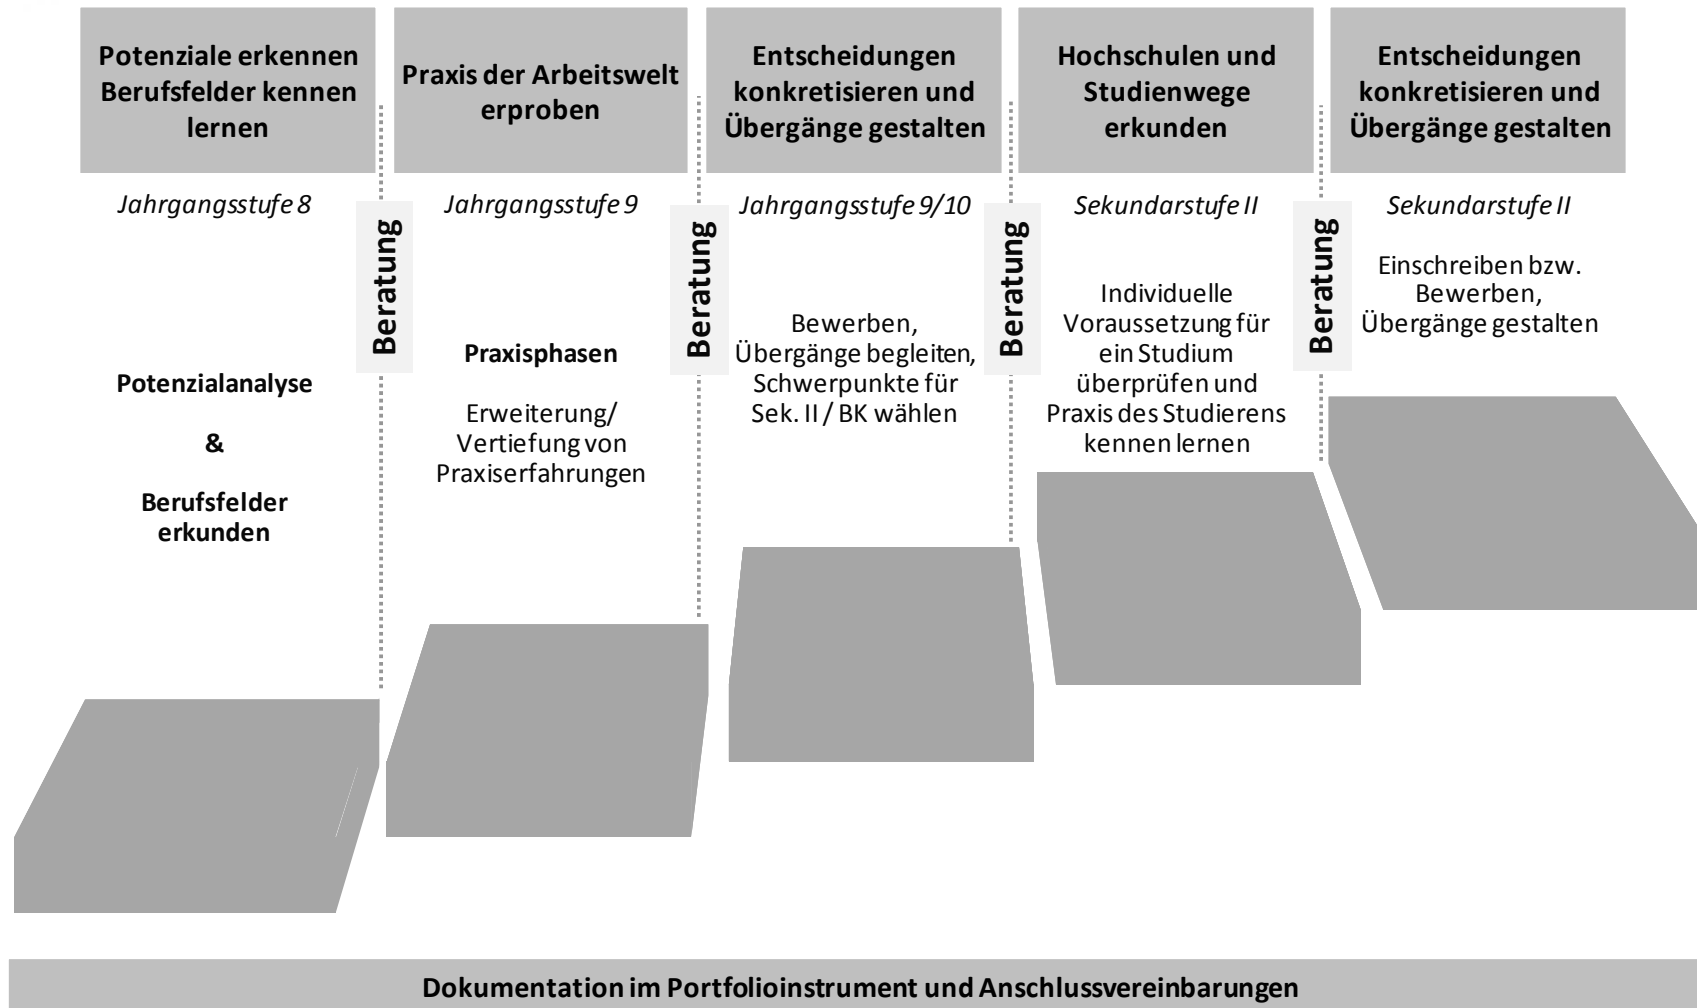 Potenziale erkennen
Berufsfelder kennen
lernen
Praxis der Arbeitswelt
erproben
Entscheidungen
konkretisieren und
Übergänge gestalten
Hochschulen und
Studienwege
erkunden
Entscheidungen
konkretisieren und
Übergänge gestalten
Jahrgangsstufe 8
Beratung
Jahrgangsstufe 9
Beratung
Jahrgangsstufe 9/10
Beratung
Sekundarstufe II
Beratung
Sekundarstufe II
Potenzialanalyse
&
Berufsfelder
erkunden
Praxisphasen
Erweiterung/
Vertiefung von
Praxiserfahrungen
Bewerben,
Übergänge begleiten,
Schwerpunkte für
Sek. II / BK wählen
Individuelle
Voraussetzung für
ein Studium
überprüfen und
Praxis des Studierens
kennen lernen
Einschreiben bzw.
Bewerben,
Übergänge gestalten
Dokumentation im Portfolioinstrument und Anschlussvereinbarungen